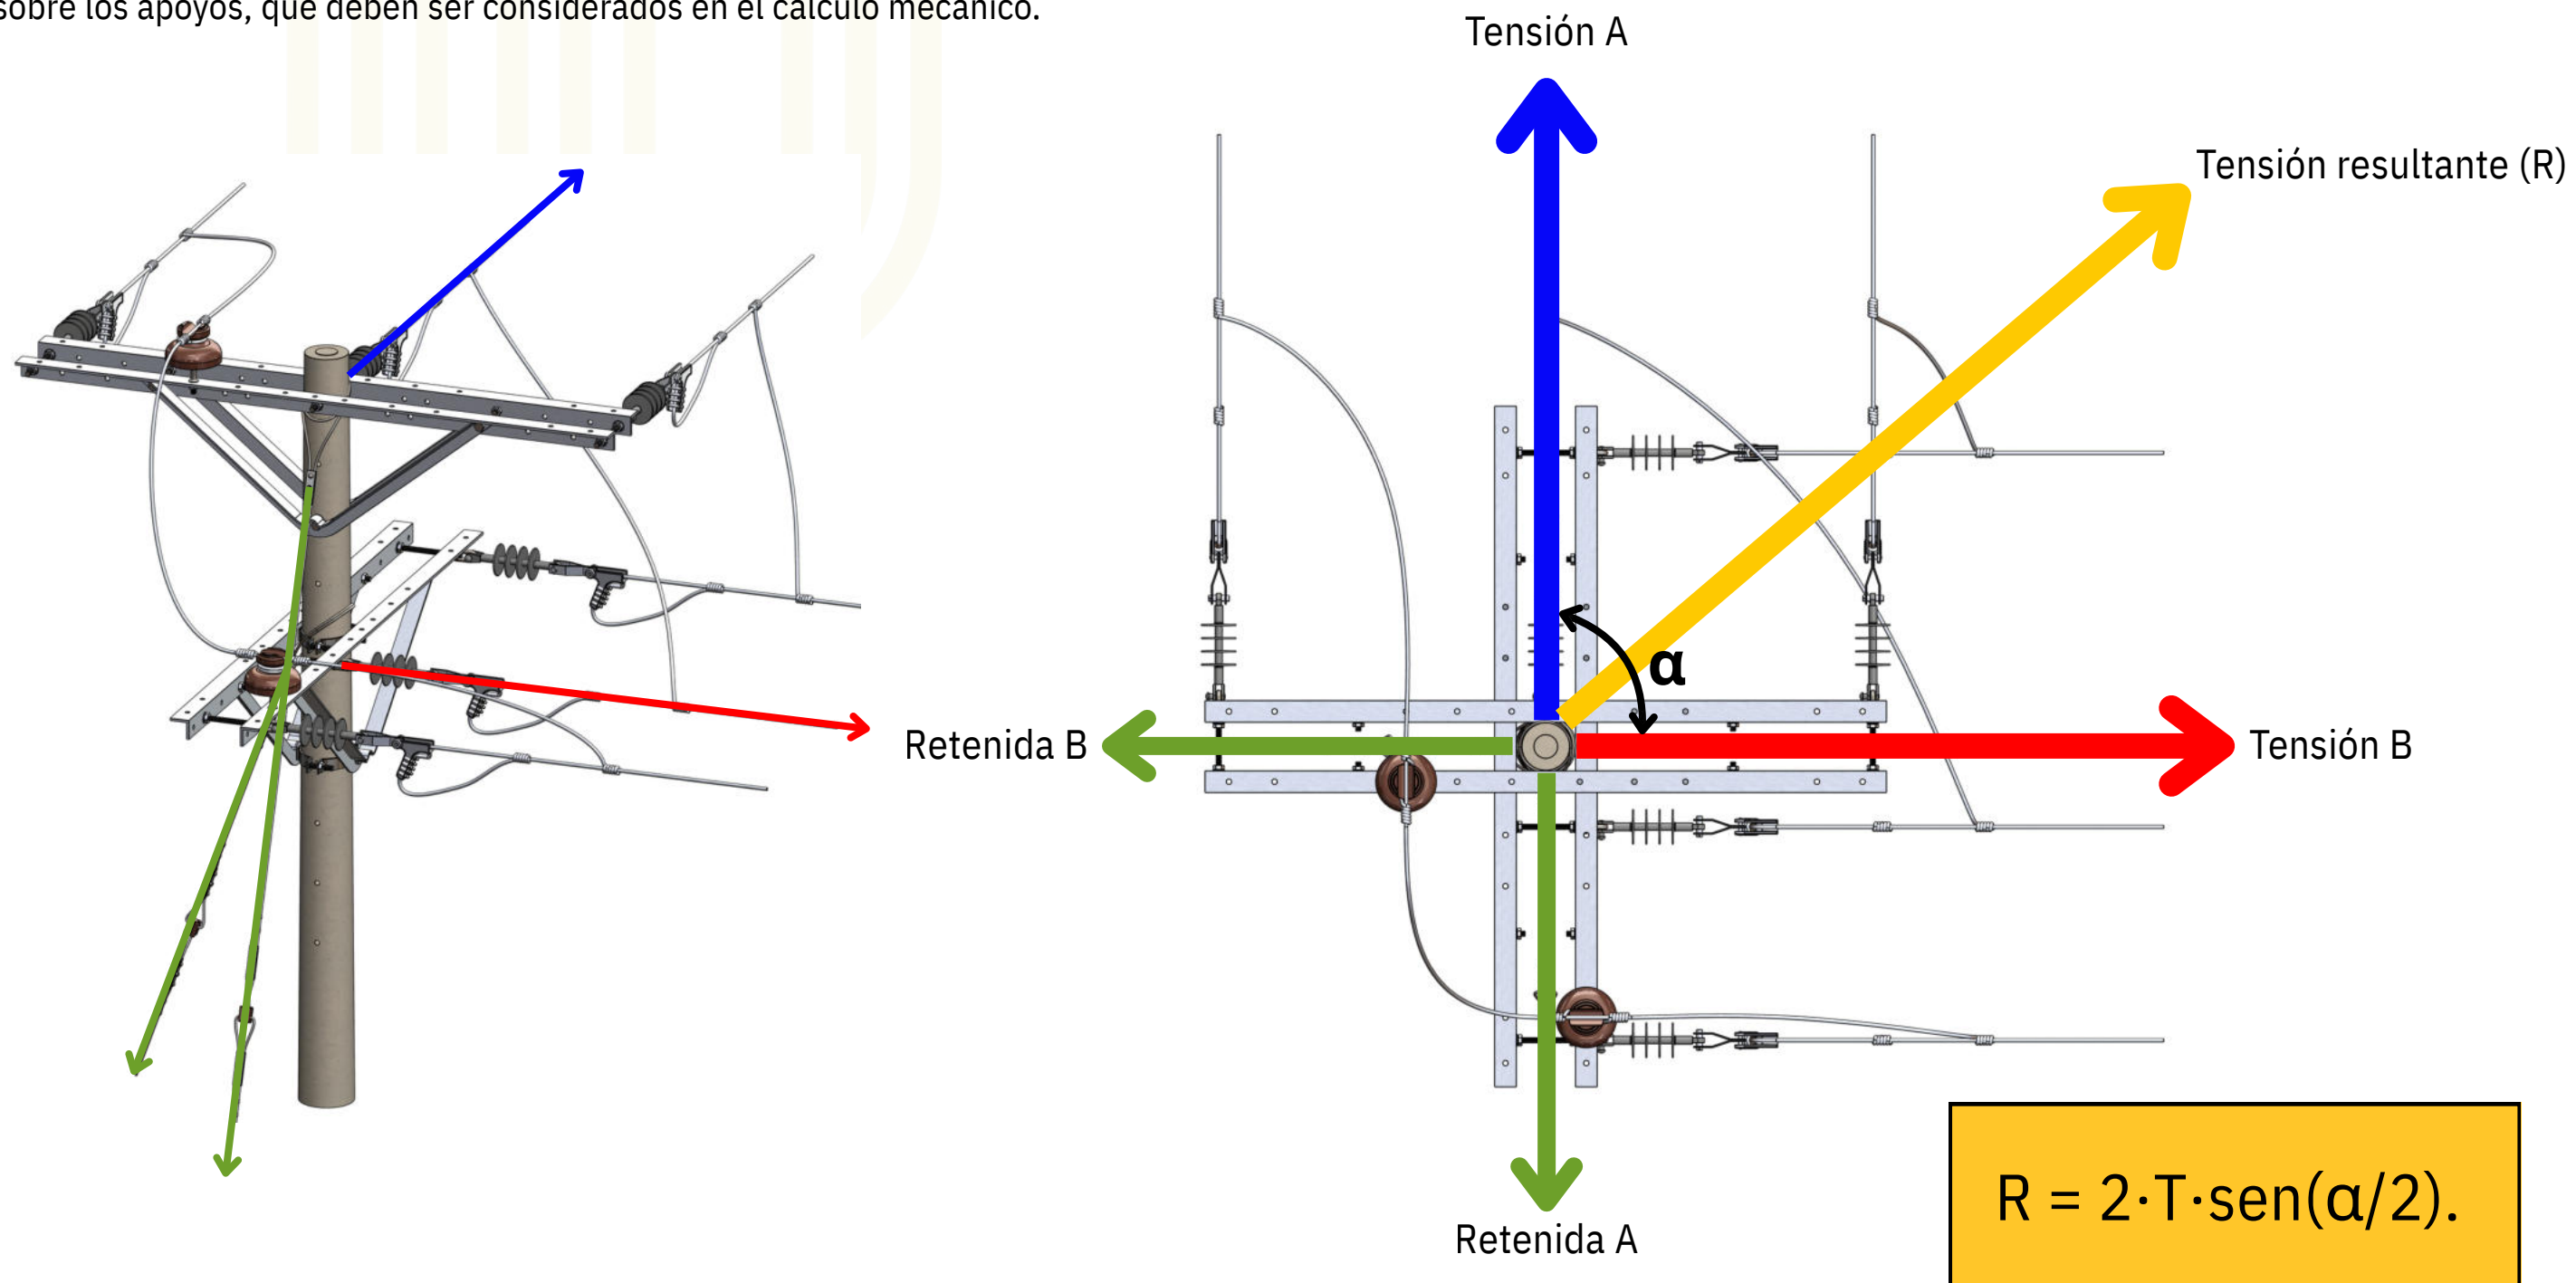 sobre los apoyos, que deben ser considerados en el cálculo mecánico.
Tensión A
Tensión resultante (R)
α
Retenida B
Tensión B
Retenida A
R = 2·T·sen(α/2).